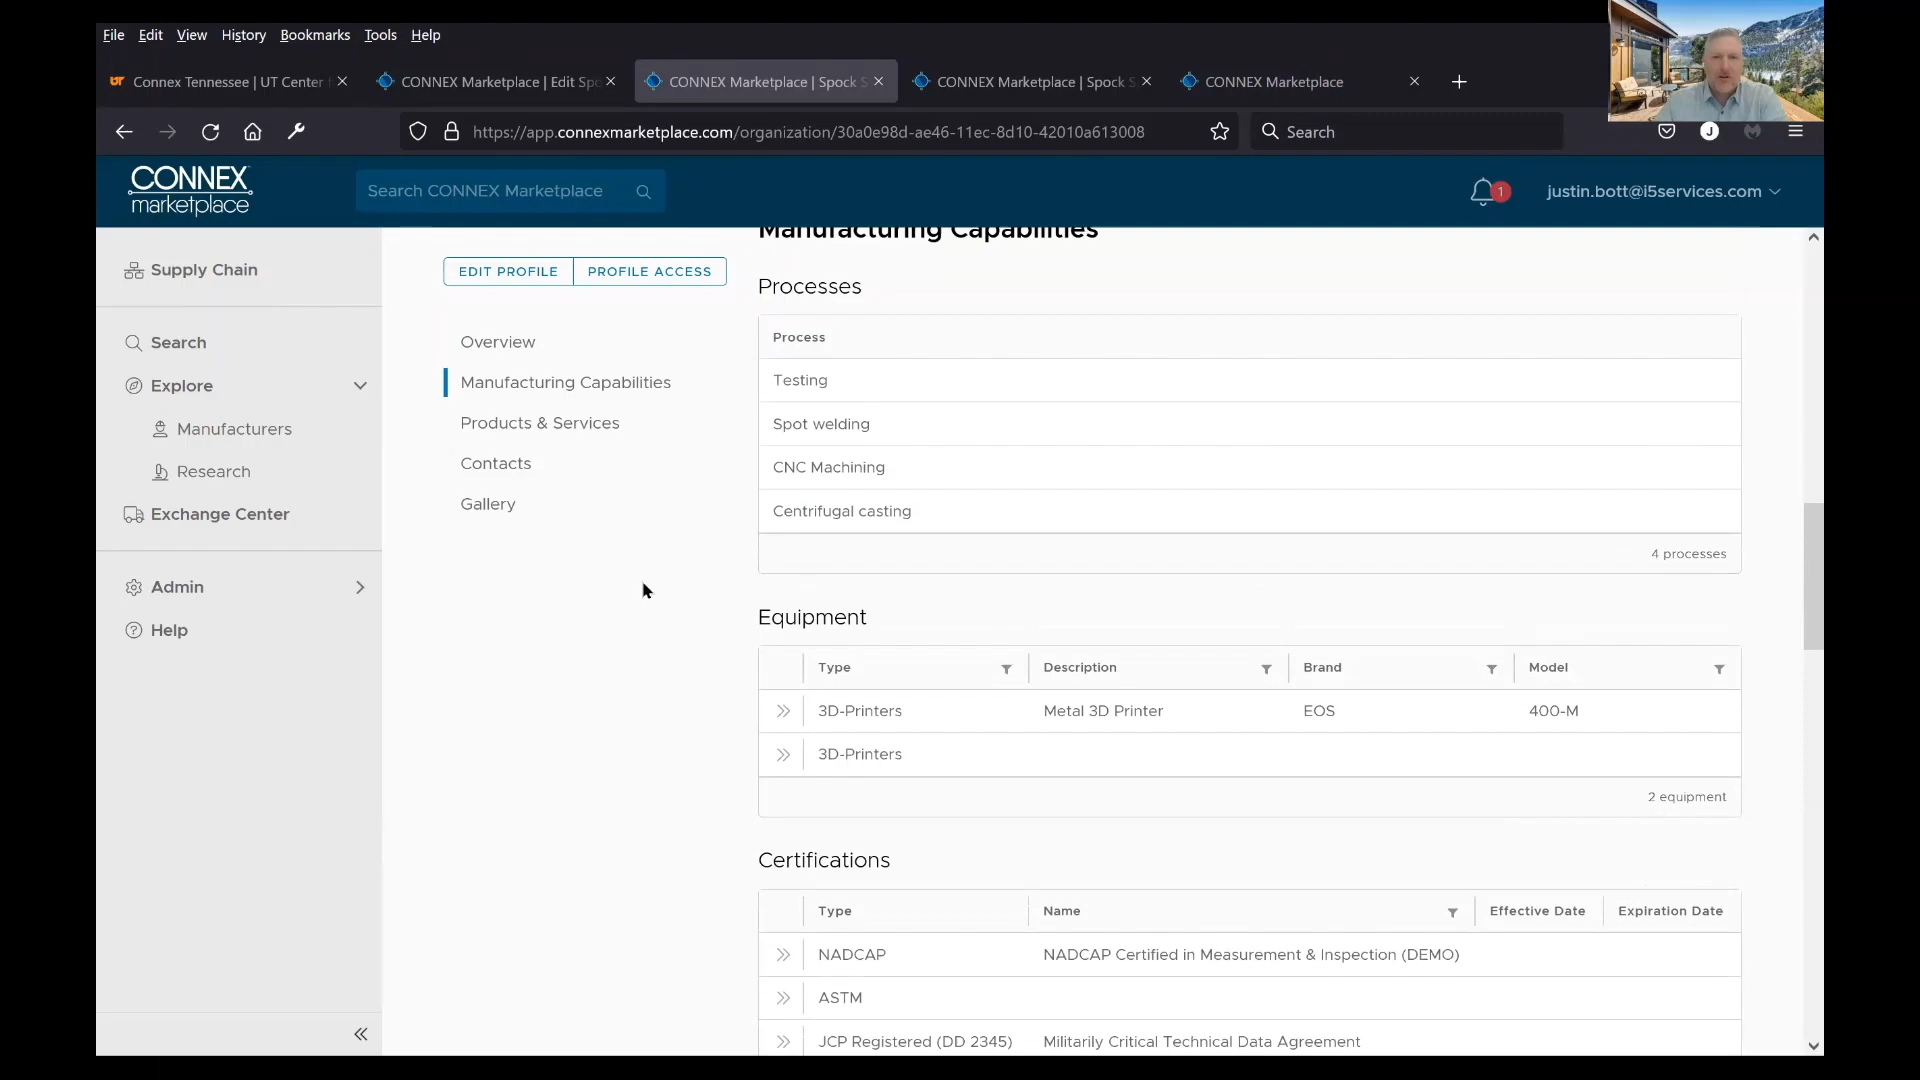 File Edit View History Bookmarks Tools Help
Connex Tennessee | UT Center
CONNEX Marketplace | Edit Spo
CONNEX Marketplace | Spock S
CONNEX Marketplace | Spock S
CONNEX Marketplace
https://app.connexmarketplace.com/organization/30a0e98d-ae46-11ec-8d10-42010a613008
Search
J
CONNEX
marketplace
Search CONNEX Marketplace
1
justin.bott@i5services.com
Supply Chain
Search
Explore
Manufacturers
Research
Exchange Center
Admin
Help
EDIT PROFILE
PROFILE ACCESS
Overview
Manufacturing Capabilities
Products & Services
Contacts
Gallery
Manufacturing Capabilities
Processes
Process
Testing
Spot welding
CNC Machining
Centrifugal casting
4 processes
Equipment
Type Description Brand Model
3D-Printers Metal 3D Printer EOS 400-M
3D-Printers
2 equipment
Certifications
Type Name Effective Date Expiration Date
NADCAP NADCAP Certified in Measurement & Inspection (DEMO)
ASTM
JCP Registered (DD 2345) Militarily Critical Technical Data Agreement